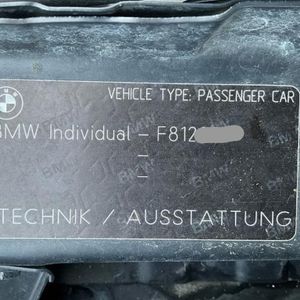 VEHICLE TYPE: PASSENGER CAR
BMW Individual - F812
-
-
TECHNIK / AUSSTATTUNG